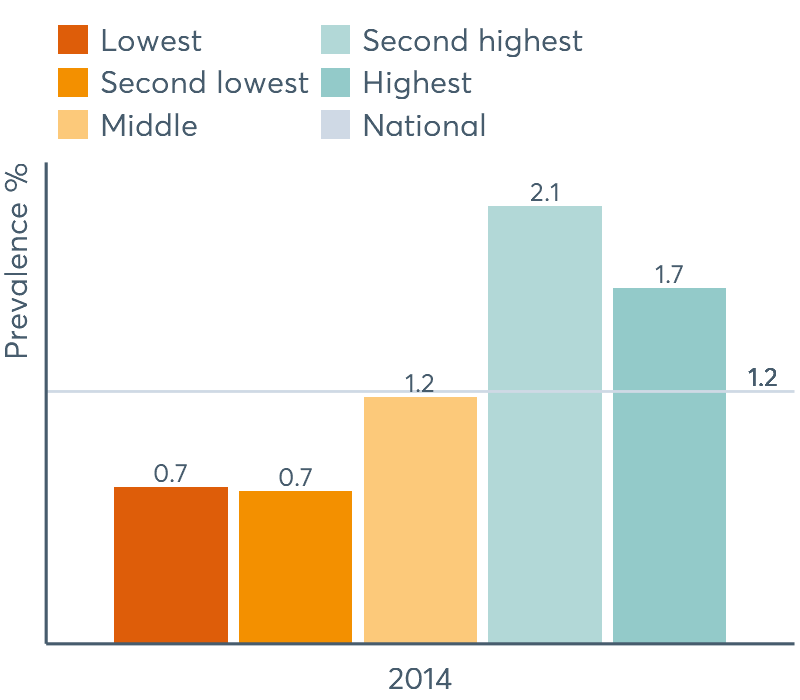 Lowest
Second lowest
Middle
Second highest
Highest
National
Prevalence %
2.1
1.7
1.2
1.2
0.7
0.7
2014